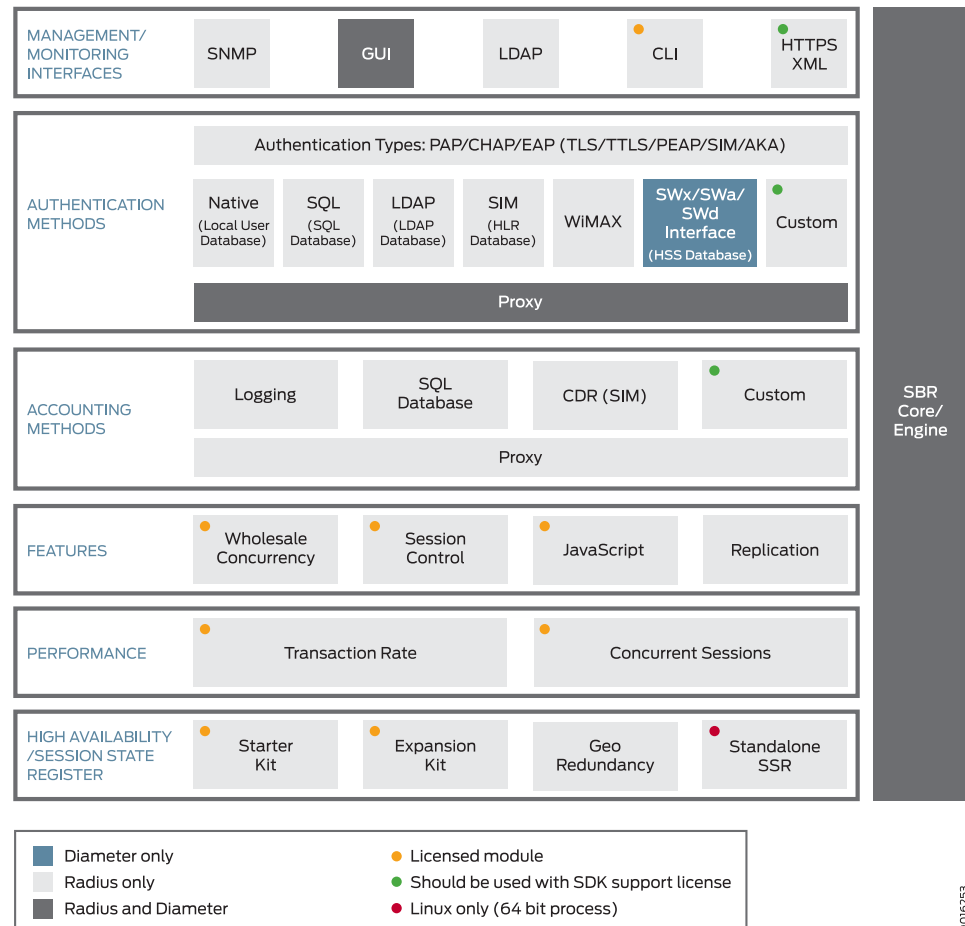 MANAGEMENT/
MONITORING
INTERFACES
SNMP
GUI
LDAP
CLI
HTTPS
XML
AUTHENTICATION
METHODS
Authentication Types: PAP/CHAP/EAP (TLS/TTLS/PEAP/SIM/AKA)
Native
(Local User
Database)
SQL
(SQL
Database)
LDAP
(LDAP
Database)
SIM
(HLR
Database)
WiMAX
SWx/SWa/
SWd
Interface
(HSS Database)
Custom
Proxy
ACCOUNTING
METHODS
Logging
SQL
Database
CDR (SIM)
Custom
Proxy
FEATURES
Wholesale
Concurrency
Session
Control
JavaScript
Replication
PERFORMANCE
Transaction Rate
Concurrent Sessions
HIGH AVAILABILITY
/SESSION STATE
REGISTER
Starter
Kit
Expansion
Kit
Geo
Redundancy
Standalone
SSR
SBR
Core/
Engine
Diameter only
Radius only
Radius and Diameter
Licensed module
Should be used with SDK support license
Linux only (64 bit process)